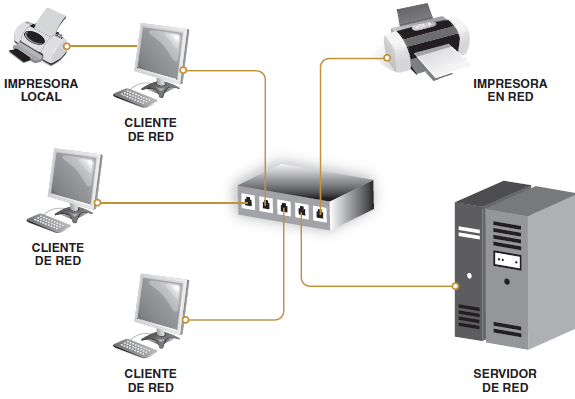 IMPRESORA
LOCAL
CLIENTE
DE RED
IMPRESORA
EN RED
CLIENTE
DE RED
CLIENTE
DE RED
SERVIDOR
DE RED